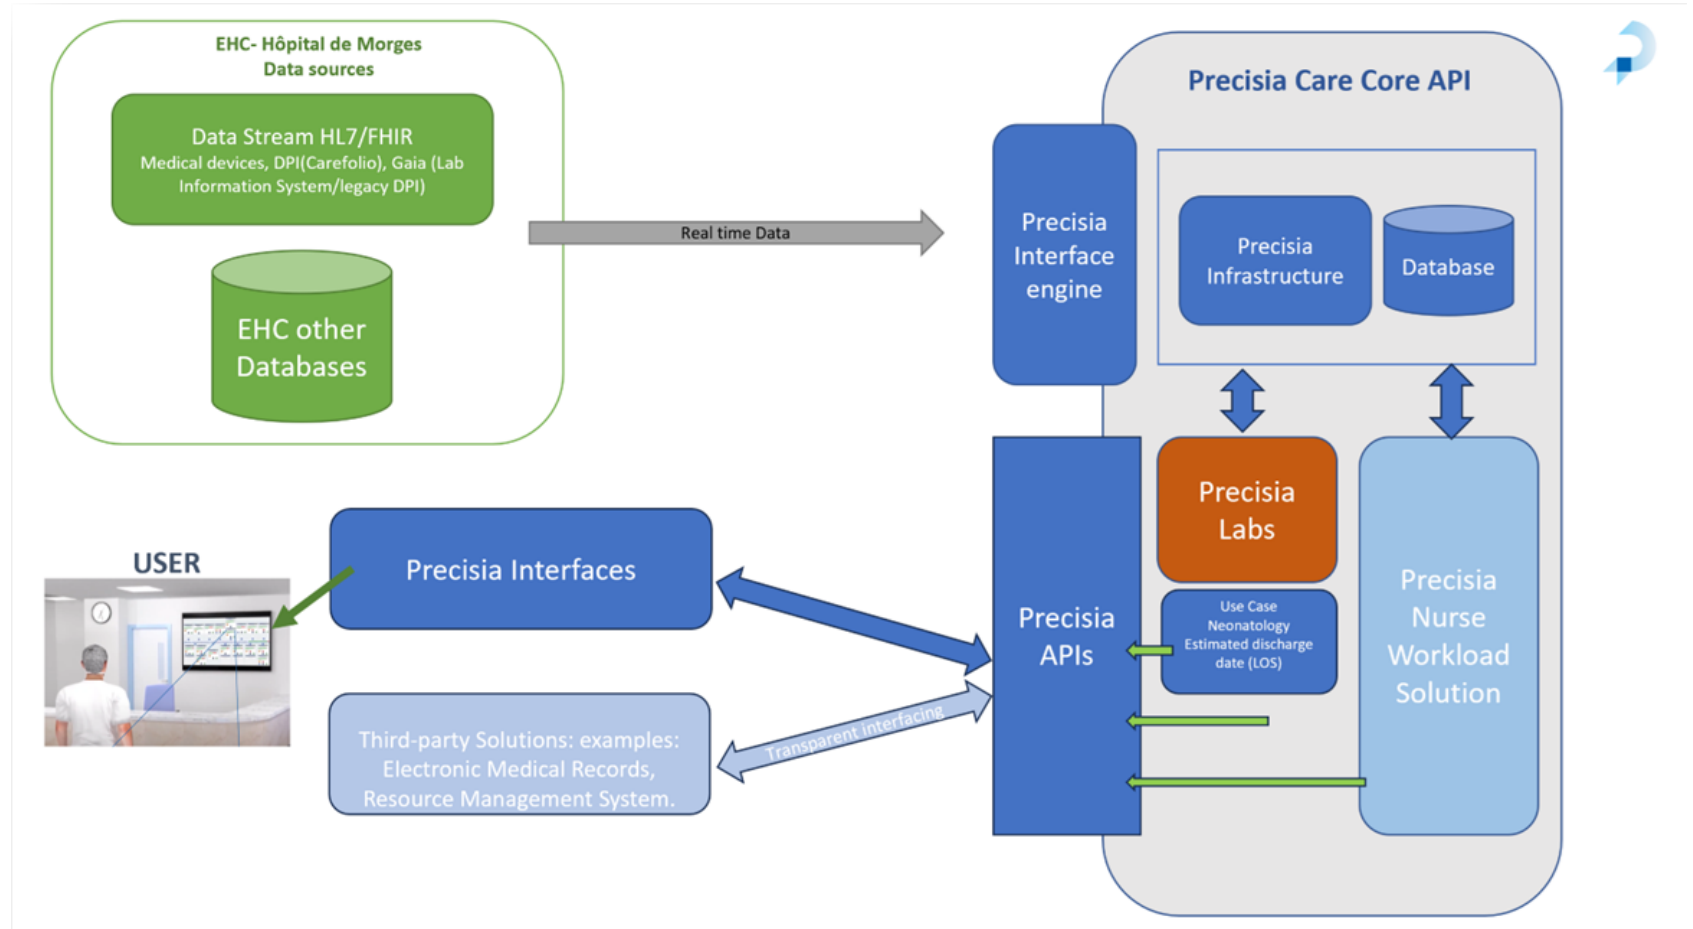 EHC- Hôpital de Morges
Data sources
Data Stream HL7/FHIR
Medical devices, DPI(Carefolio), Gaia (Lab
Information System/legacy DPI)
EHC other
Databases
Real time Data
Precisia Care Core API
Precisia
Interface
engine
Precisia
Infrastructure
Database
Precisia
Labs
Use Case
Neonatology
Estimated discharge
date (LOS)
Precisia
Nurse
Workload
Solution
Precisia
APIs
USER
Precisia Interfaces
Third-party Solutions: examples:
Electronic Medical Records,
Resource Management System.
Transparent interfacing